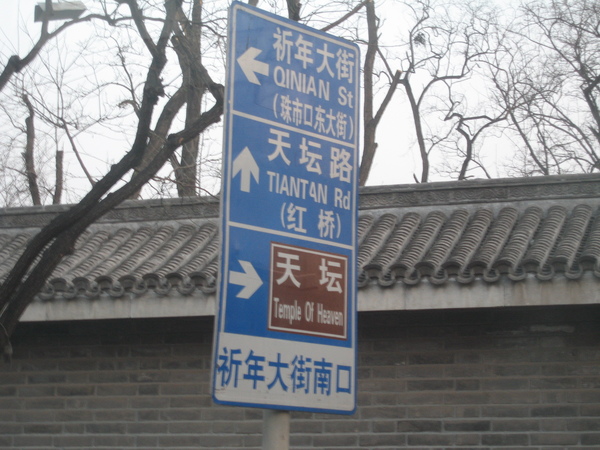 祈年大街
QINIAN St
(珠市口东大街)
天坛路
TIANTAN Rd
(红桥)
天坛
Temple Of Heaven
祈年大街南口